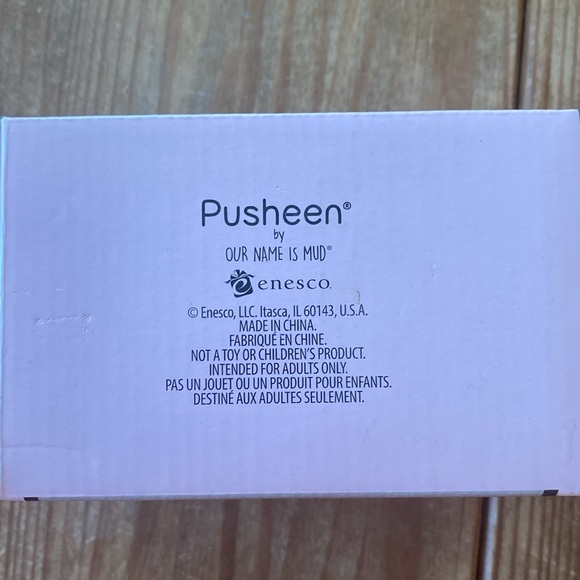 Pusheen®
by
OUR NAME IS MUD®
enesco.
© Enesco, LLC. Itasca, IL 60143, U.S.A.
MADE IN CHINA.
FABRIQUÉ EN CHINE.
NOT A TOY OR CHILDREN'S PRODUCT.
INTENDED FOR ADULTS ONLY.
PAS UN JOUET OU UN PRODUIT POUR ENFANTS.
DESTINÉ AUX ADULTES SEULEMENT.